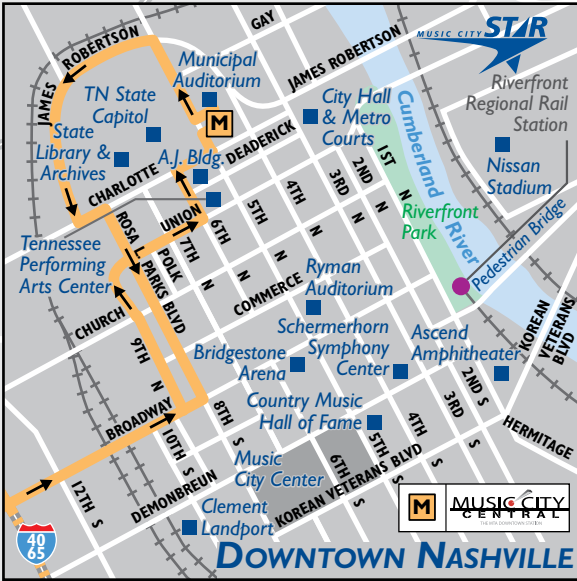 MUSIC CITY STAR
GAY
JAMES ROBERTSON
JAMES ROBERTSON
Municipal
Auditorium
Riverfront
Regional Rail
Station
TN State
Capitol
M
City Hall
& Metro
Courts
Cumberland
River
State
Library &
Archives
A.J. Bldg.
DEADERICK
CHARLOTTE
1ST N
2ND N
3RD N
4TH N
5TH N
6TH N
7TH
Nissan
Stadium
Riverfront
Park
UNION
ROSA PARKS BLVD
POLK
Pedestrian Bridge
Tennessee
Performing
Arts Center
Ryman
Auditorium
COMMERCE
CHURCH
Schermerhorn
Symphony
Center
Ascend
Amphitheater
KOREAN
VETERANS
BLVD
9TH N
Bridgestone
Arena
2ND S
3RD S
4TH S
5TH S
6TH S
8TH S
10TH S
12TH S
BROADWAY
Country Music
Hall of Fame
HERMITAGE
Music
City Center
DEMONBREUN
KOREAN VETERANS BLVD
Clement
Landport
M
MUSIC CITY
CENTRAL
THE MTA DOWNTOWN STATION
40
65
DOWNTOWN NASHVILLE